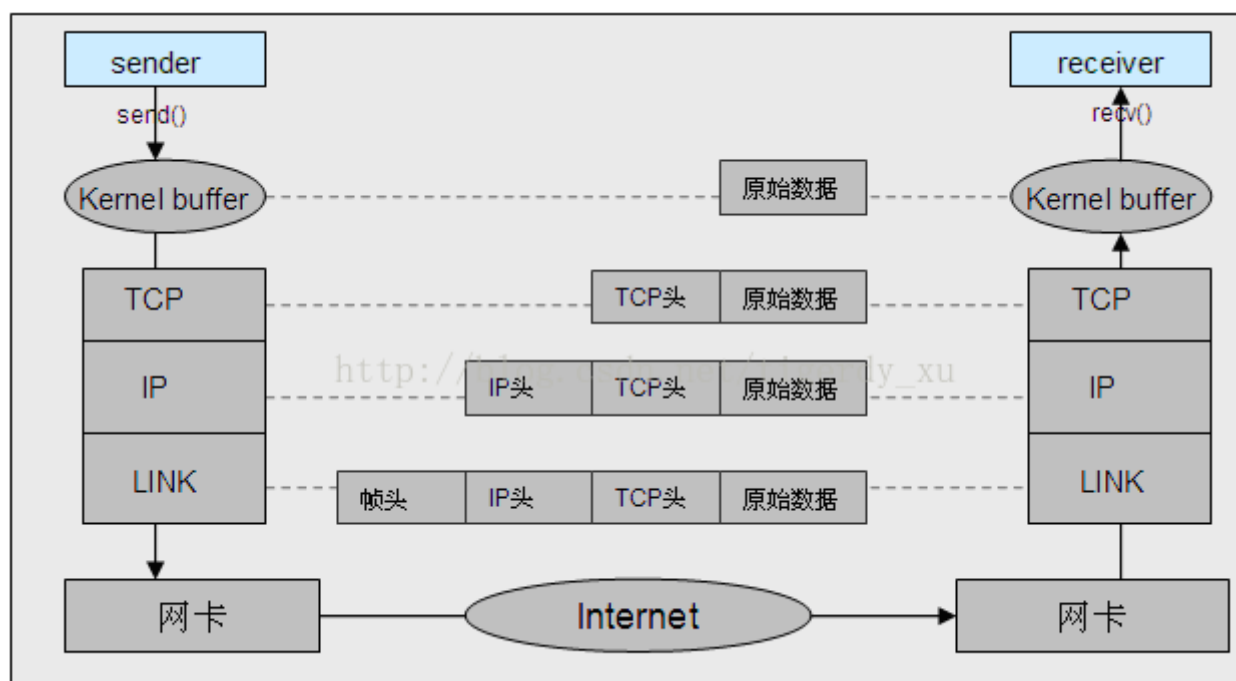 sender
receiver
send()
recv()
Kernel buffer
原始数据
Kernel buffer
TCP
TCP头
原始数据
TCP
IP
IP头
TCP头
原始数据
IP
LINK
帧头
IP头
TCP头
原始数据
LINK
网卡
Internet
网卡